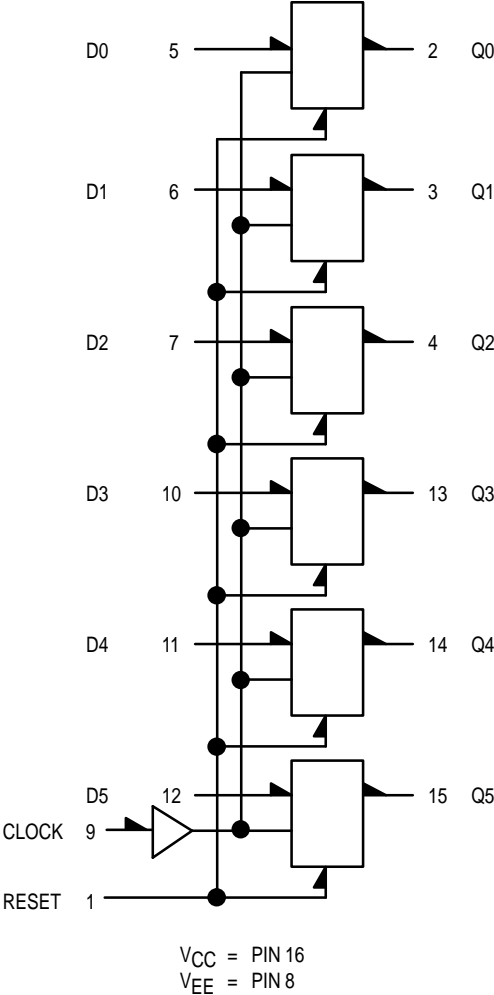 D0 5 2 Q0
D1 6 3 Q1
D2 7 4 Q2
D3 10 13 Q3
D4 11 14 Q4
D5 12 15 Q5
CLOCK 9
RESET 1
VCC = PIN 16
VEE = PIN 8